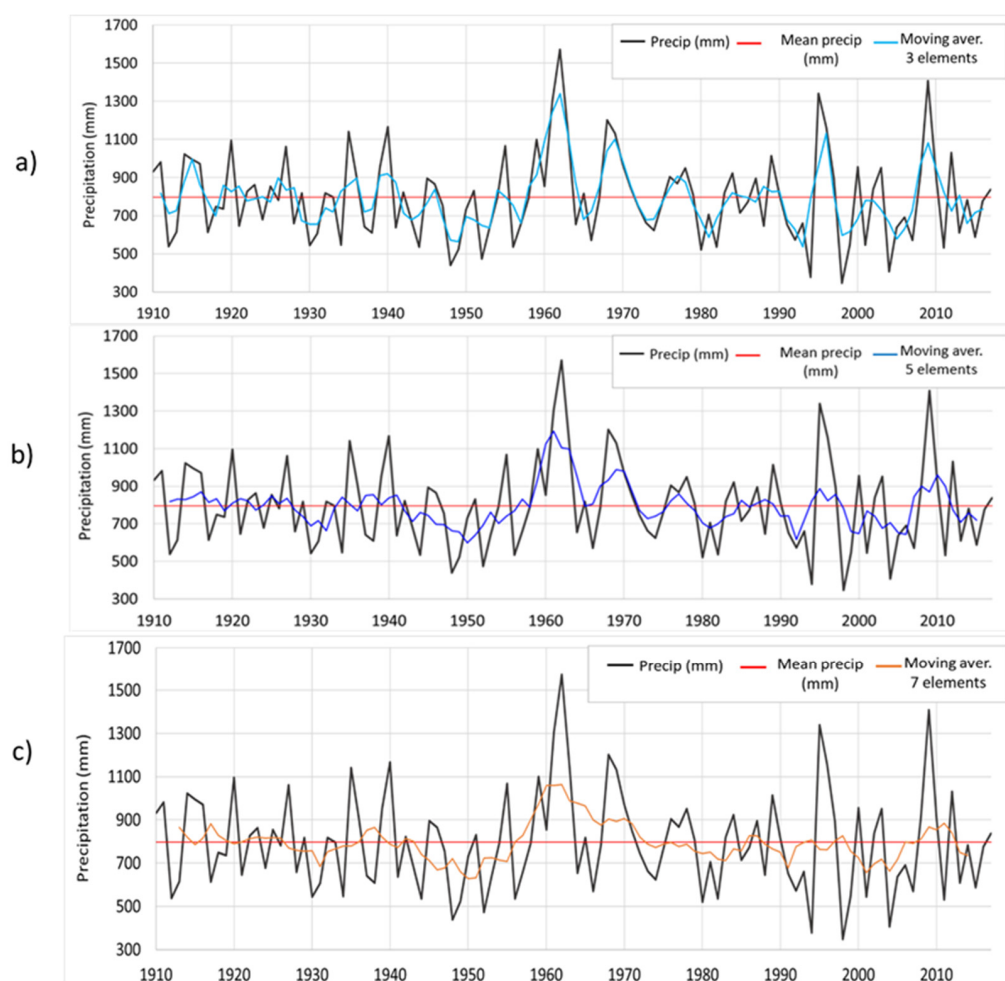 a)
Precipitation (mm)
1700
1500
1300
1100
900
700
500
300
1910 1920 1930 1940 1950 1960 1970 1980 1990 2000 2010
Precip (mm) Mean precip (mm) Moving aver. 3 elements
b)
Precipitation (mm)
1700
1500
1300
1100
900
700
500
300
1910 1920 1930 1940 1950 1960 1970 1980 1990 2000 2010
Precip (mm) Mean precip (mm) Moving aver. 5 elements
c)
Precipitation (mm)
1700
1500
1300
1100
900
700
500
300
1910 1920 1930 1940 1950 1960 1970 1980 1990 2000 2010
Precip (mm) Mean precip (mm) Moving aver. 7 elements